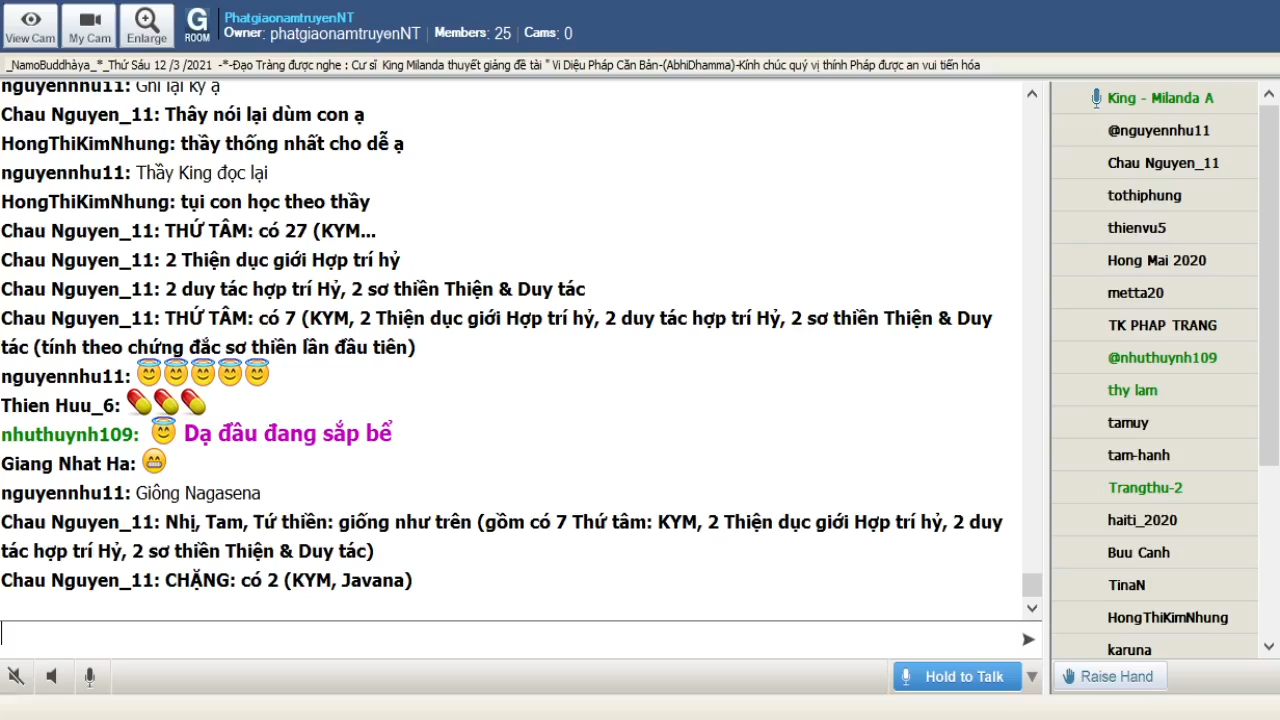 View Cam
My Cam
Enlarge
G
ROOM
PhatgiaonamtruyenNT
Owner: phatgiaonamtruyenNT | Members: 25 | Cams: 0
_NamoBuddhàya_*_Thứ Sáu 12 /3 /2021 -*-Đạo Tràng được nghe : Cư sĩ King Milanda thuyết giảng đề tài " Vi Diệu Pháp Căn Bản-(AbhiDhamma)-Kính chúc quý vị thính Pháp được an vui tiến hóa
nguyennhu11: Ghi lại kỹ ạ
Chau Nguyen_11: Thây nói lại dùm con ạ
HongThiKimNhung: thầy thống nhất cho dễ ạ
nguyennhu11: Thầy King đọc lại
HongThiKimNhung: tụi con học theo thầy
Chau Nguyen_11: THỨ TÂM: có 27 (KYM...
Chau Nguyen_11: 2 Thiện dục giới Hợp trí hỷ
Chau Nguyen_11: 2 duy tác hợp trí Hỷ, 2 sơ thiền Thiện & Duy tác
Chau Nguyen_11: THỨ TÂM: có 7 (KYM, 2 Thiện dục giới Hợp trí hỷ, 2 duy tác hợp trí Hỷ, 2 sơ thiền Thiện & Duy
tác (tính theo chứng đắc sơ thiền lần đầu tiên)
nguyennhu11:
Thien Huu_6:
nhuthuynh109: Dạ đầu đang sắp bể
Giang Nhat Ha:
nguyennhu11: Giông Nagasena
Chau Nguyen_11: Nhị, Tam, Tứ thiền: giống như trên (gồm có 7 Thứ tâm: KYM, 2 Thiện dục giới Hợp trí hỷ, 2 duy
tác hợp trí Hỷ, 2 sơ thiền Thiện & Duy tác)
Chau Nguyen_11: CHẶNG: có 2 (KYM, Javana)
Hold to Talk
King - Milanda A
@nguyennhu11
Chau Nguyen_11
tothiphung
thienvu5
Hong Mai 2020
metta20
TK PHAP TRANG
@nhuthuynh109
thy lam
tamuy
tam-hanh
Trangthu-2
haiti_2020
Buu Canh
TinaN
HongThiKimNhung
karuna
Raise Hand